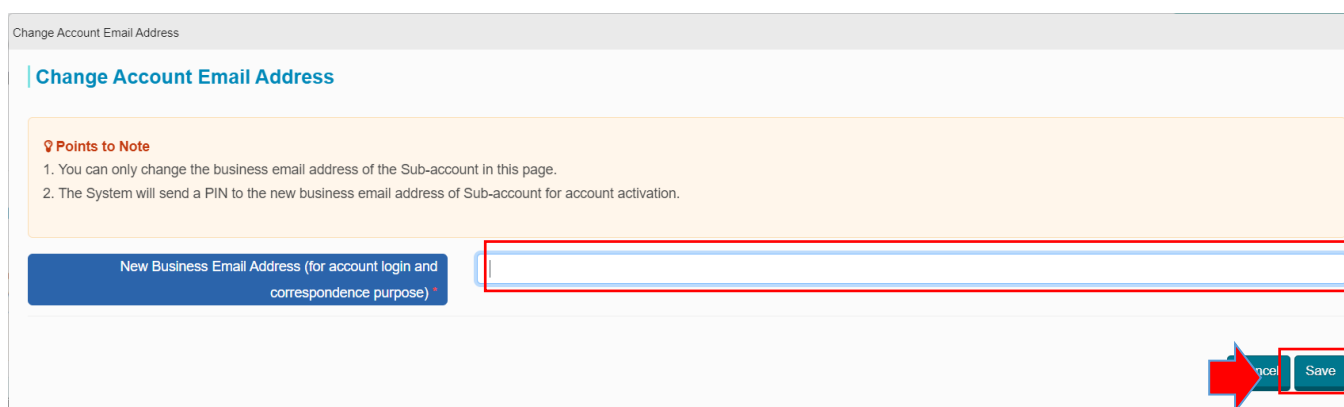 Change Account Email Address
Change Account Email Address
Points to Note
1. You can only change the business email address of the Sub-account in this page.
2. The System will send a PIN to the new business email address of Sub-account for account activation.
New Business Email Address (for account login and
correspondence purpose) *
Save